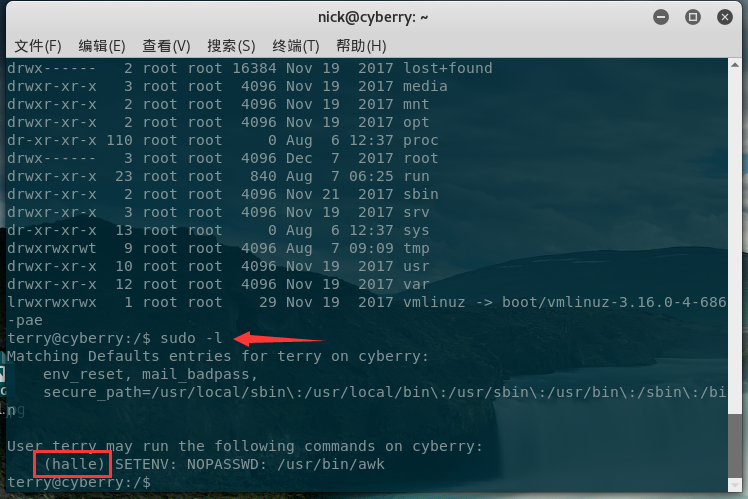 nick@cyberry: ~
文件(F) 编辑(E) 查看(V) 搜索(S) 终端(T) 帮助(H)
drwx------   2 root root 16384 Nov 19  2017 lost+found
drwxr-xr-x   3 root root  4096 Nov 19  2017 media
drwxr-xr-x   2 root root  4096 Nov 19  2017 mnt
drwxr-xr-x   2 root root  4096 Nov 19  2017 opt
dr-xr-xr-x 110 root root     0 Aug  6 12:37 proc
drwx------   3 root root  4096 Dec  7  2017 root
drwxr-xr-x  23 root root   840 Aug  7 06:25 run
drwxr-xr-x   2 root root  4096 Nov 21  2017 sbin
drwxr-xr-x   3 root root  4096 Nov 19  2017 srv
dr-xr-xr-x  13 root root     0 Aug  6 12:37 sys
drwxrwxrwt   9 root root  4096 Aug  7 09:09 tmp
drwxr-xr-x  10 root root  4096 Nov 19  2017 usr
drwxr-xr-x  12 root root  4096 Nov 19  2017 var
lrwxrwxrwx   1 root root    29 Nov 19  2017 vmlinuz -> boot/vmlinuz-3.16.0-4-686
-pae
terry@cyberry:/$ sudo -l
Matching Defaults entries for terry on cyberry:
    env_reset, mail_badpass,
    secure_path=/usr/local/sbin\:/usr/local/bin\:/usr/sbin\:/usr/bin\:/sbin\:/bi
n
User terry may run the following commands on cyberry:
    (halle) SETENV: NOPASSWD: /usr/bin/awk
terry@cyberry:/$